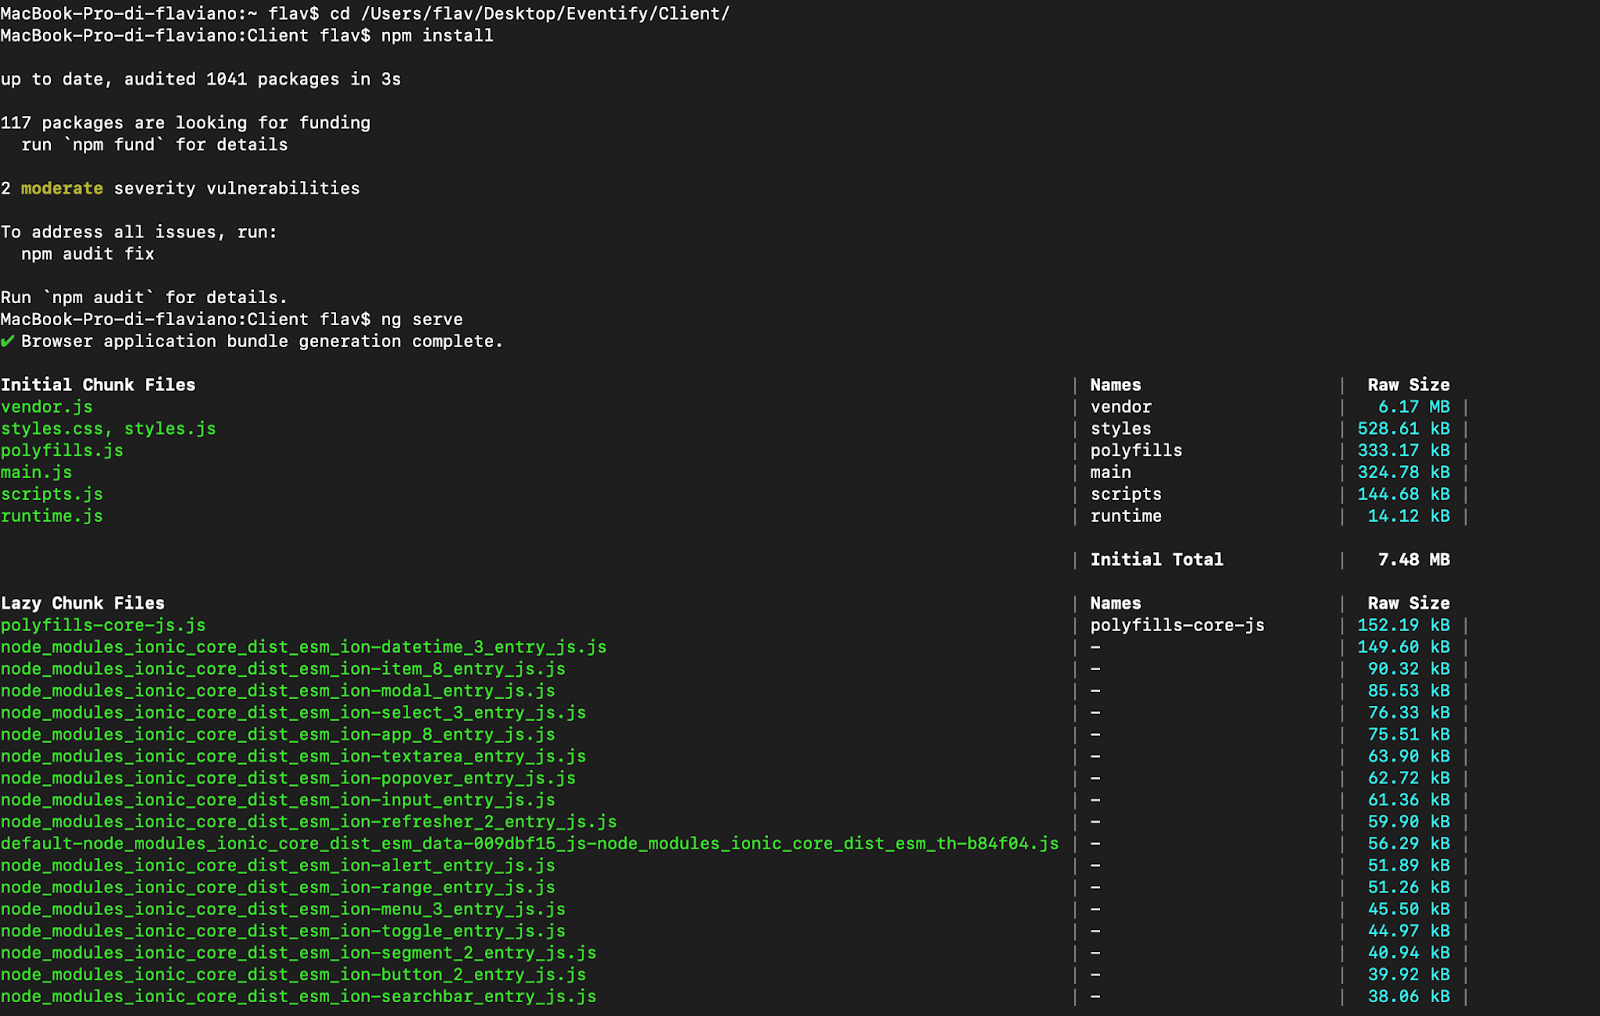 MacBook-Pro-di-flaviano:~ flav$ cd /Users/flav/Desktop/Eventify/Client/
MacBook-Pro-di-flaviano:Client flav$ npm install
up to date, audited 1041 packages in 3s
117 packages are looking for funding
  run `npm fund` for details
2 moderate severity vulnerabilities
To address all issues, run:
  npm audit fix
Run `npm audit` for details.
MacBook-Pro-di-flaviano:Client flav$ ng serve
✔ Browser application bundle generation complete.
Initial Chunk Files | Names | Raw Size
vendor.js | vendor | 6.17 MB |
styles.css, styles.js | styles | 528.61 kB |
polyfills.js | polyfills | 333.17 kB |
main.js | main | 324.78 kB |
scripts.js | scripts | 144.68 kB |
runtime.js | runtime | 14.12 kB |
| Initial Total | 7.48 MB
Lazy Chunk Files | Names | Raw Size
polyfills-core-js.js | polyfills-core-js | 152.19 kB |
node_modules_ionic_core_dist_esm_ion-datetime_3_entry_js.js | - | 149.60 kB |
node_modules_ionic_core_dist_esm_ion-item_8_entry_js.js | - | 90.32 kB |
node_modules_ionic_core_dist_esm_ion-modal_entry_js.js | - | 85.53 kB |
node_modules_ionic_core_dist_esm_ion-select_3_entry_js.js | - | 76.33 kB |
node_modules_ionic_core_dist_esm_ion-app_8_entry_js.js | - | 75.51 kB |
node_modules_ionic_core_dist_esm_ion-textarea_entry_js.js | - | 63.90 kB |
node_modules_ionic_core_dist_esm_ion-popover_entry_js.js | - | 62.72 kB |
node_modules_ionic_core_dist_esm_ion-input_entry_js.js | - | 61.36 kB |
node_modules_ionic_core_dist_esm_ion-refresher_2_entry_js.js | - | 59.90 kB |
default-node_modules_ionic_core_dist_esm_data-009dbf15_js-node_modules_ionic_core_dist_esm_th-b84f04.js | - | 56.29 kB |
node_modules_ionic_core_dist_esm_ion-alert_entry_js.js | - | 51.89 kB |
node_modules_ionic_core_dist_esm_ion-range_entry_js.js | - | 51.26 kB |
node_modules_ionic_core_dist_esm_ion-menu_3_entry_js.js | - | 45.50 kB |
node_modules_ionic_core_dist_esm_ion-toggle_entry_js.js | - | 44.97 kB |
node_modules_ionic_core_dist_esm_ion-segment_2_entry_js.js | - | 40.94 kB |
node_modules_ionic_core_dist_esm_ion-button_2_entry_js.js | - | 39.92 kB |
node_modules_ionic_core_dist_esm_ion-searchbar_entry_js.js | - | 38.06 kB |